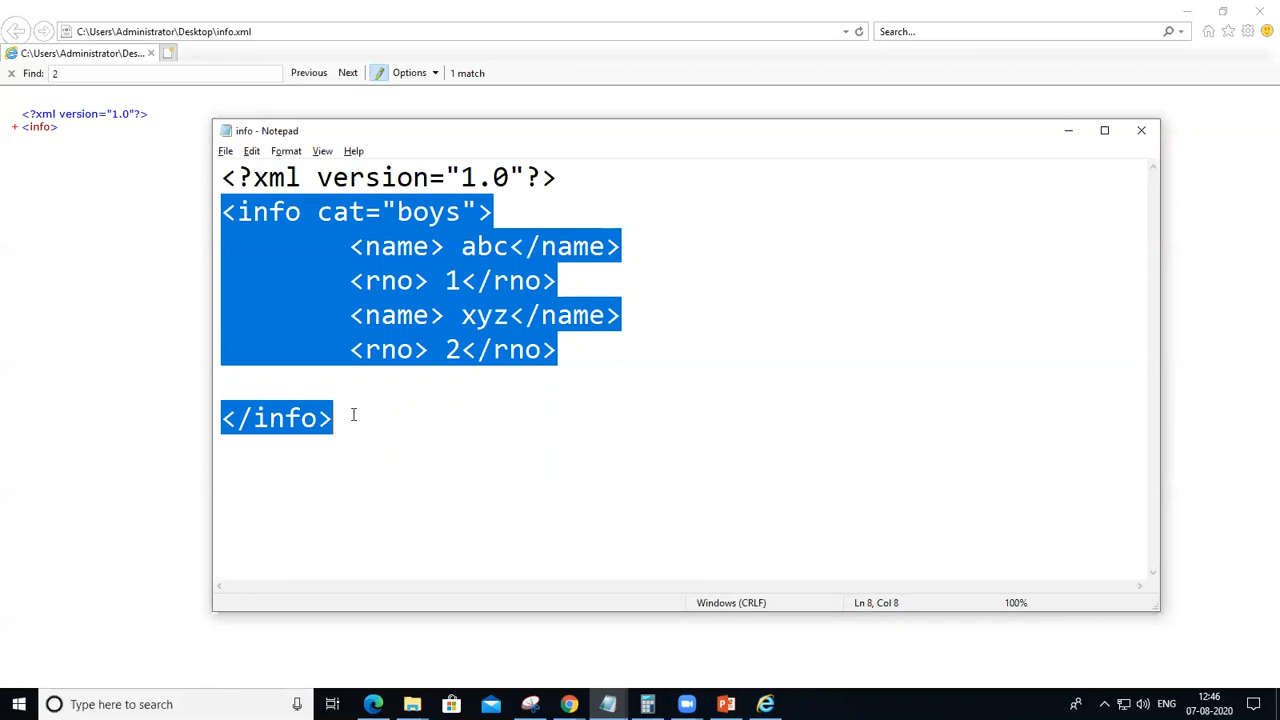 C:\Users\Administrator\Desktop\info.xml
Search...
C:\Users\Administrator\Des...
Find: 2
Previous Next Options 1 match
<?xml version="1.0"?>
+ <info>
info - Notepad
File Edit Format View Help
<?xml version="1.0"?>
<info cat="boys">
<name> abc</name>
<rno> 1</rno>
<name> xyz</name>
<rno> 2</rno>
</info>
Windows (CRLF) Ln 8, Col 8 100%
Type here to search
ENG
12:46
07-08-2020